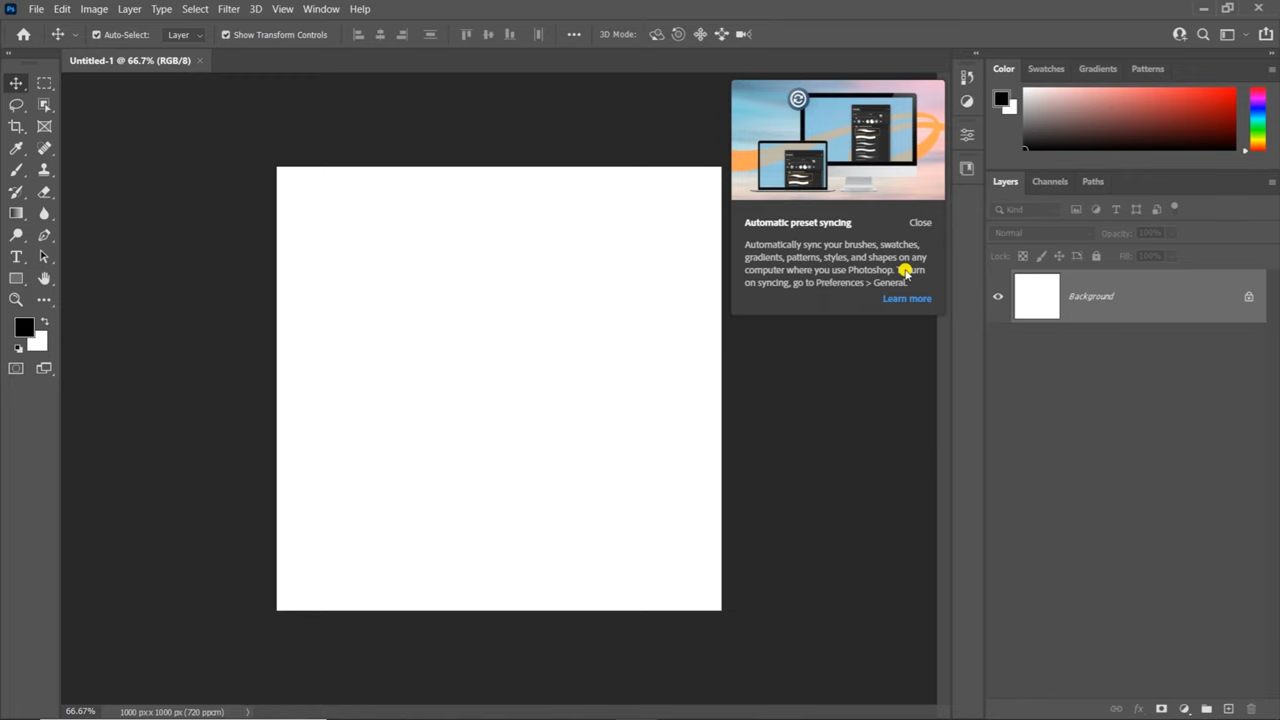 Ps File Edit Image Layer Type Select Filter 3D View Window Help
Auto-Select: Layer Show Transform Controls 3D Mode:
Untitled-1 @ 66.7% (RGB/8)
Color Swatches Gradients Patterns
Automatic preset syncing Close
Automatically sync your brushes, swatches,
gradients, patterns, styles, and shapes on any
computer where you use Photoshop. To turn
on syncing, go to Preferences > General.
Learn more
Layers Channels Paths
Kind
Normal Opacity: 100%
Lock: Fill: 100%
Background
66.67% 1000 px x 1000 px (720 ppcm)